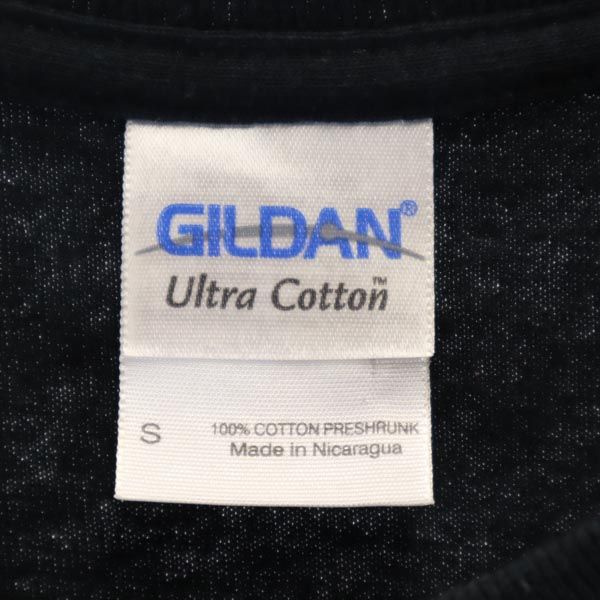 GILDAN®
Ultra Cotton™
S 100% COTTON PRESHRUNK
Made in Nicaragua